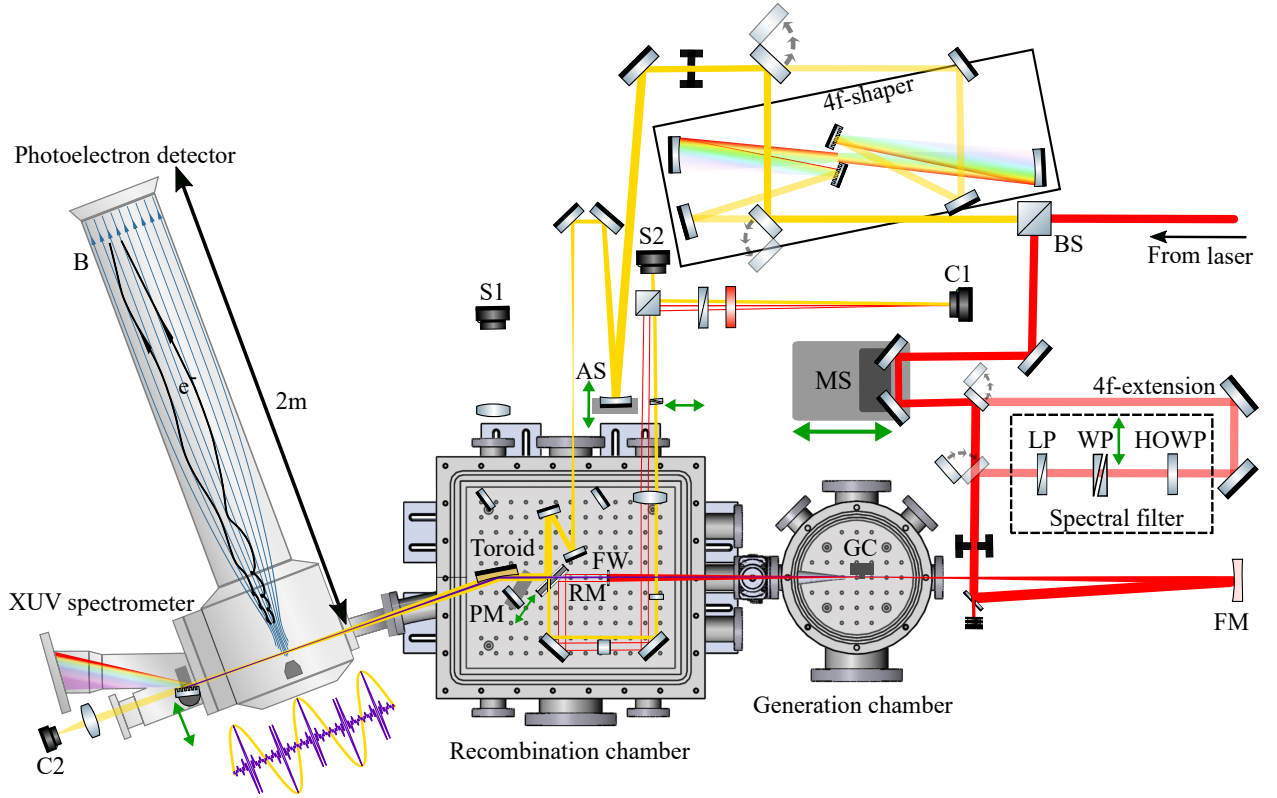 4f-shaper
Photoelectron detector
BS
From laser
S2
B
C1
S1
AS
MS
e-
2m
4f-extension
LP
WP
HOWP
Spectral filter
Toroid
FW
GC
RM
XUV spectrometer
PM
FM
Generation chamber
Recombination chamber
C2